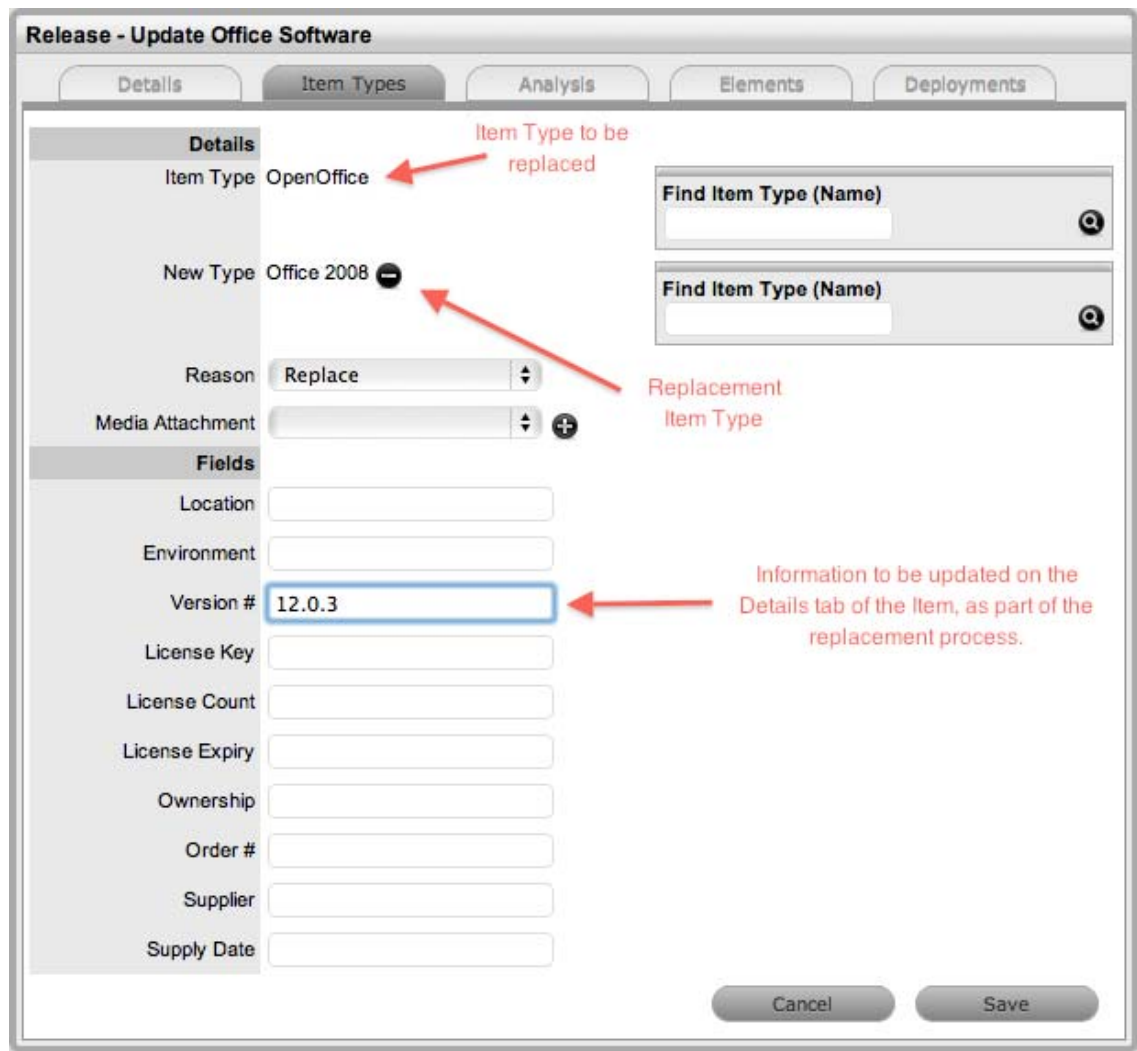 Release - Update Office Software
Details Item Types Analysis Elements Deployments
Details
Item Type to be
replaced
Item Type OpenOffice
Find Item Type (Name)
New Type Office 2008
Find Item Type (Name)
Reason Replace
Replacement
Item Type
Media Attachment
Fields
Location
Environment
Version # 12.0.3
Information to be updated on the
Details tab of the Item, as part of the
replacement process.
License Key
License Count
License Expiry
Ownership
Order #
Supplier
Supply Date
Cancel Save